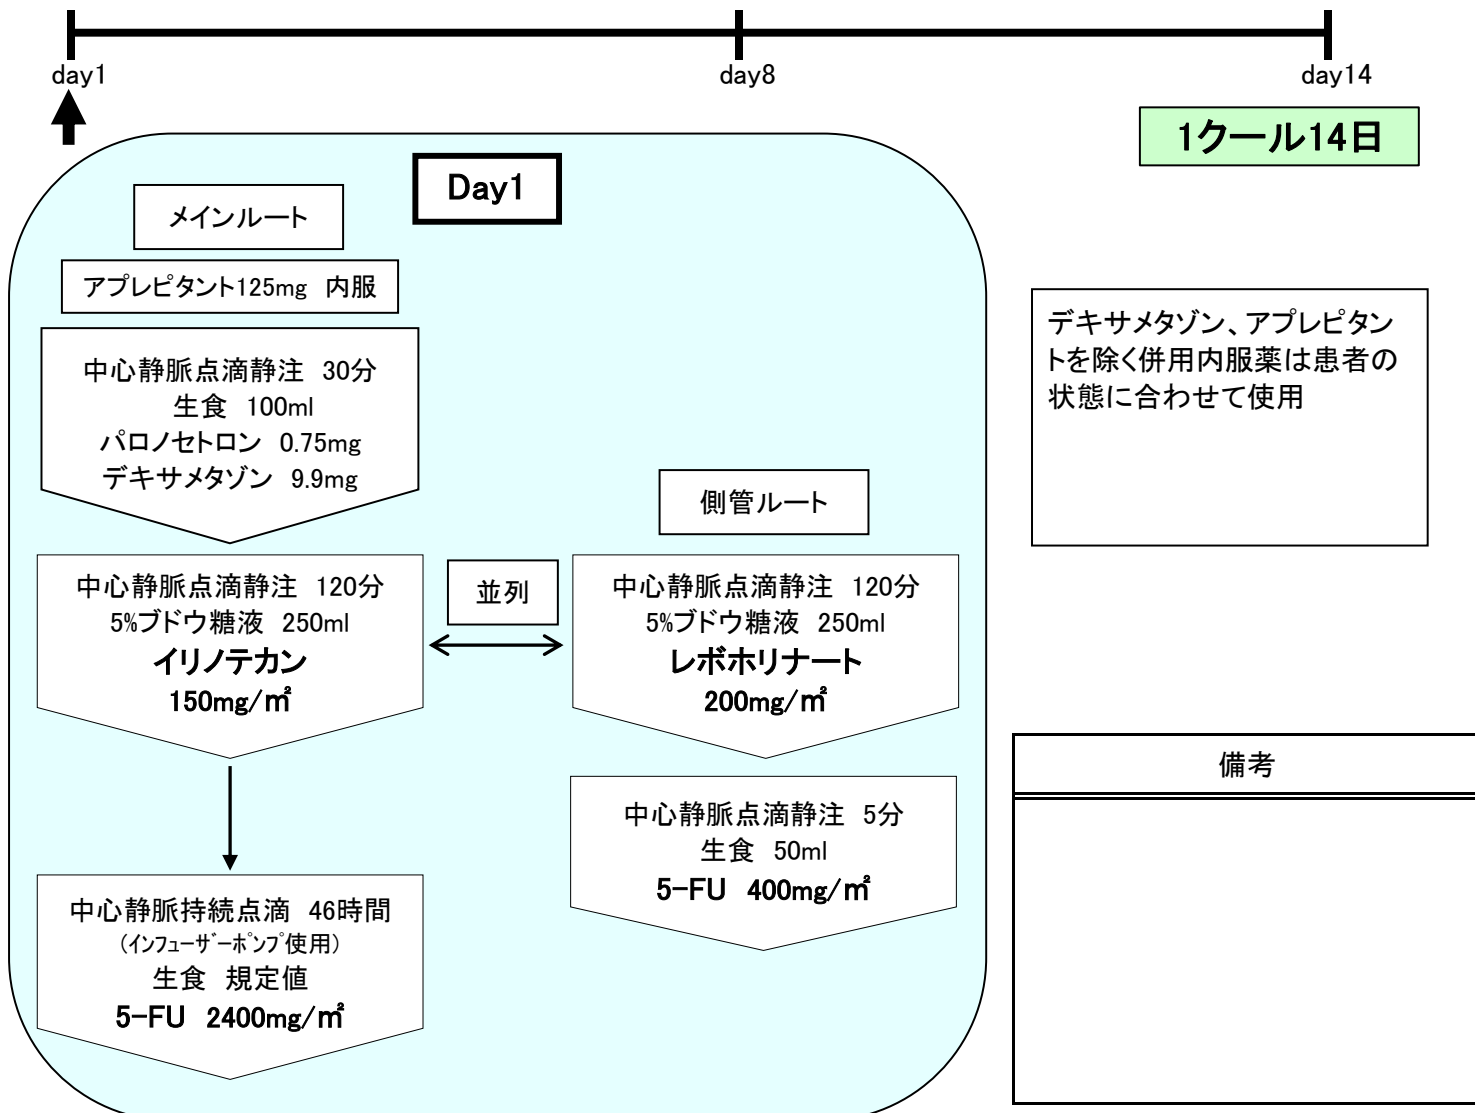 day1
day8
day14
1クール14日
Day1
メインルート
アプレピタント125mg 内服
中心静脈点滴静注 30分
生食 100ml
パロノセトロン 0.75mg
デキサメタゾン 9.9mg
中心静脈点滴静注 120分
5%ブドウ糖液 250ml
イリノテカン
150mg/㎡
並列
側管ルート
中心静脈点滴静注 120分
5%ブドウ糖液 250ml
レボホリナート
200mg/㎡
中心静脈点滴静注 5分
生食 50ml
5-FU 400mg/㎡
中心静脈持続点滴 46時間
(ｲﾝﾌｭｰｻﾞｰﾎﾟﾝﾌﾟ使用)
生食 規定値
5-FU 2400mg/㎡
デキサメタゾン、アプレピタン
トを除く併用内服薬は患者の
状態に合わせて使用
備考